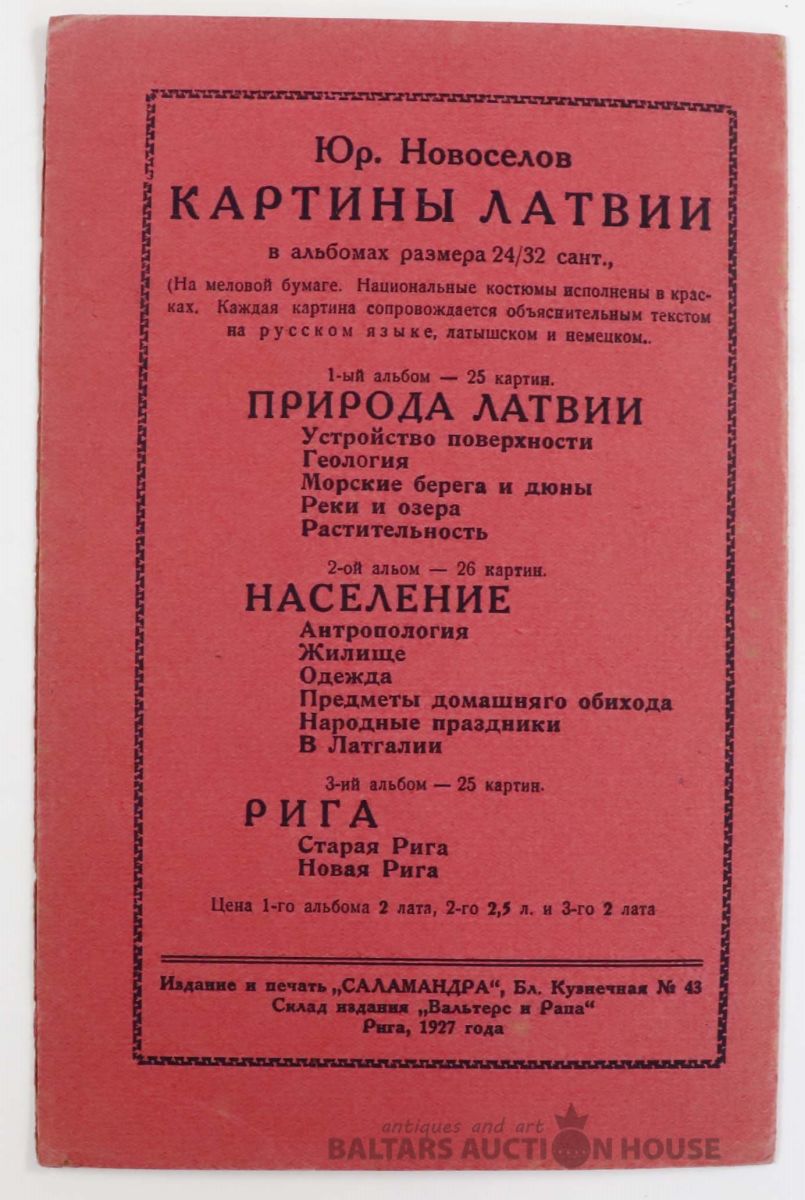 Юр. Новоселов
КАРТИНЫ ЛАТВИИ
в альбомах размера 24/32 сант.,
(На меловой бумаге. Национальные костюмы исполнены в крас-
ках. Каждая картина сопровождается объяснительным текстом
на русском языке, латышском и немецком..
1-ый альбом — 25 картин.
ПРИРОДА ЛАТВИИ
Устройство поверхности
Геология
Морские берега и дюны
Реки и озера
Растительность
2-ой альом — 26 картин.
НАСЕЛЕНИЕ
Антропология
Жилище
Одежда
Предметы домашняго обихода
Народные праздники
В Латгалии
3-ий альбом — 25 картин.
РИГА
Старая Рига
Новая Рига
Цена 1-го альбома 2 лата, 2-го 2,5 л. и 3-го 2 лата
Издание и печать „САЛАМАНДРА“, Бл. Кузнечная № 43
Склад издания „Вальтерс и Рапа“
Рига, 1927 года
antiques and art
BALTARS AUCTION HOUSE